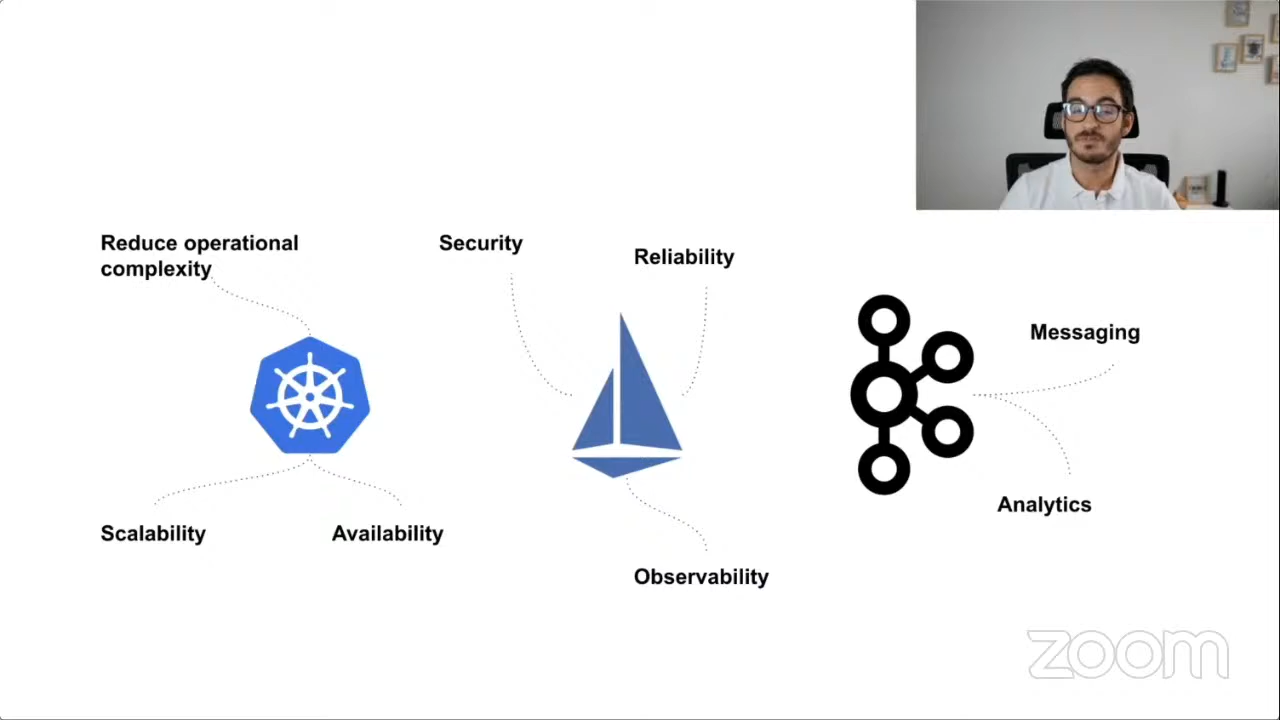 Reduce operational
complexity
Security
Reliability
Messaging
Analytics
Scalability
Availability
Observability
zoom